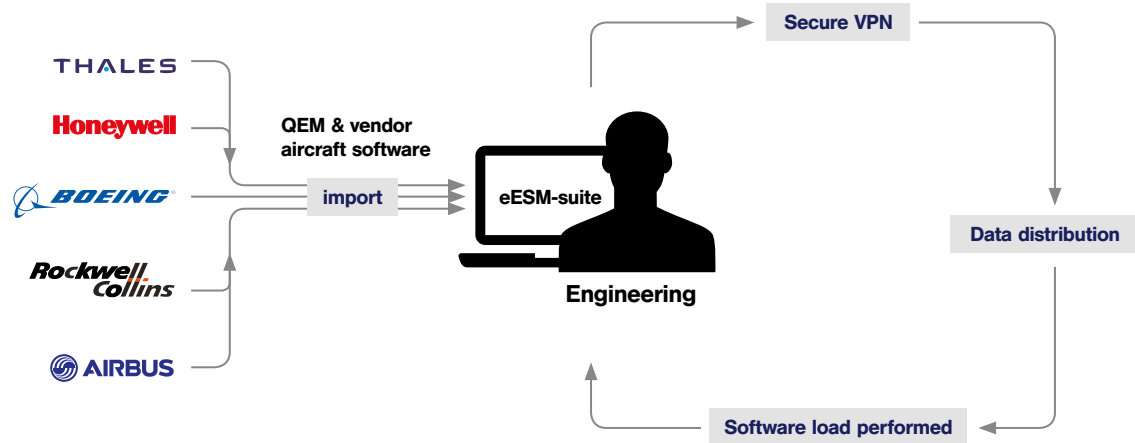 THALES
Honeywell
BOEING
Rockwell
Collins
AIRBUS
QEM & vendor
aircraft software
import
eESM-suite
Engineering
Secure VPN
Data distribution
Software load performed